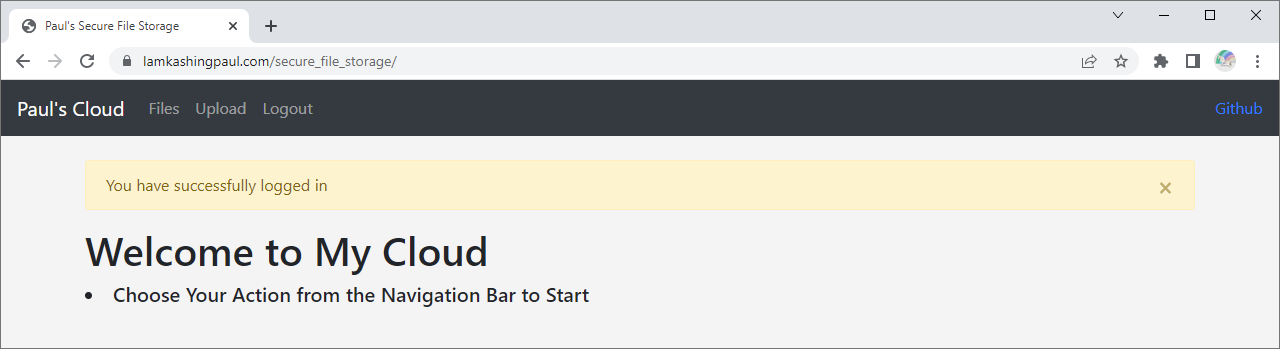 Paul's Secure File Storage
lamkashingpaul.com/secure_file_storage/
Paul's Cloud Files Upload Logout Github
You have successfully logged in ×
Welcome to My Cloud
• Choose Your Action from the Navigation Bar to Start